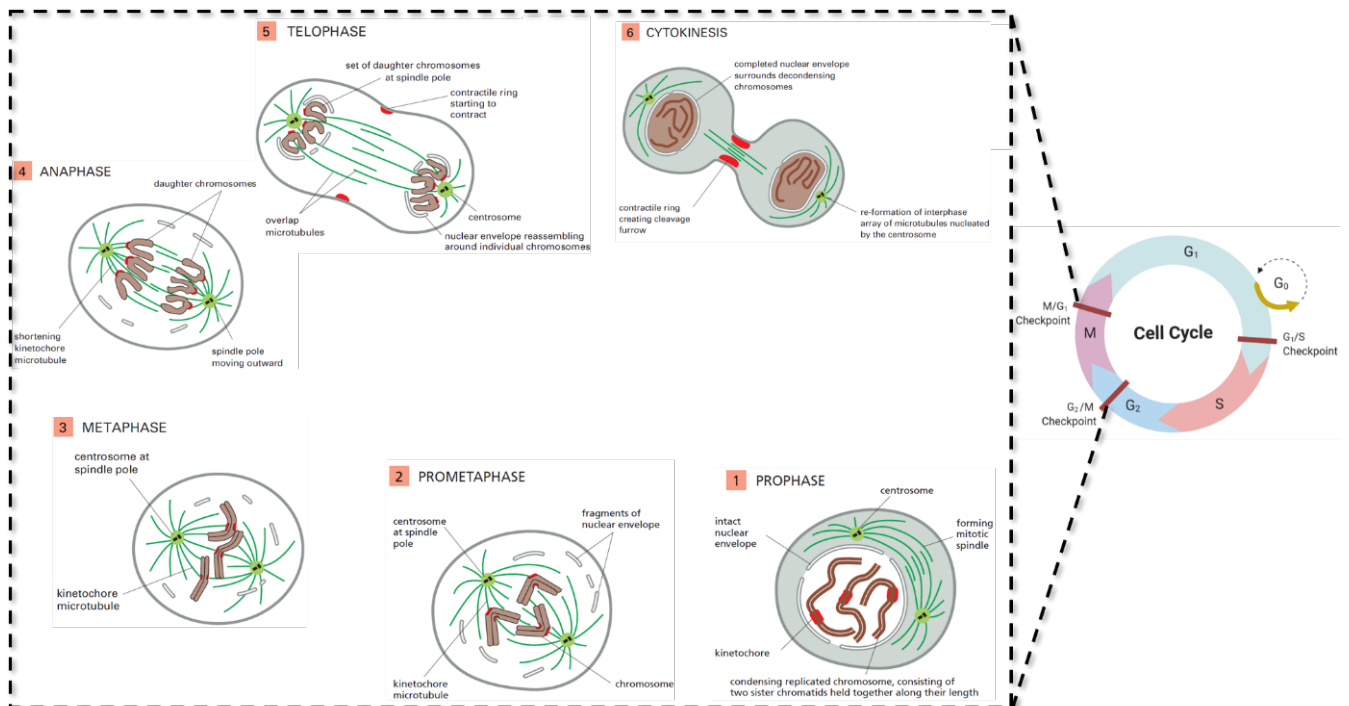 5 TELOPHASE
set of daughter chromosomes
at spindle pole
contractile ring
starting to
contract
overlap
microtubules
centrosome
nuclear envelope reassembling
around individual chromosomes
6 CYTOKINESIS
completed nuclear envelope
surrounds decondensing
chromosomes
contractile ring
creating cleavage
furrow
re-formation of interphase
array of microtubules nucleated
by the centrosome
4 ANAPHASE
daughter chromosomes
shortening
kinetochore
microtubule
spindle pole
moving outward
3 METAPHASE
centrosome at
spindle pole
kinetochore
microtubule
2 PROMETAPHASE
centrosome
at spindle
pole
fragments of
nuclear envelope
kinetochore
microtubule
chromosome
1 PROPHASE
centrosome
intact
nuclear
envelope
forming
mitotic
spindle
kinetochore
condensing replicated chromosome, consisting of
two sister chromatids held together along their length
G1
G0
M/G1
Checkpoint
M
Cell Cycle
G1/S
Checkpoint
G2/M
Checkpoint
G2
S